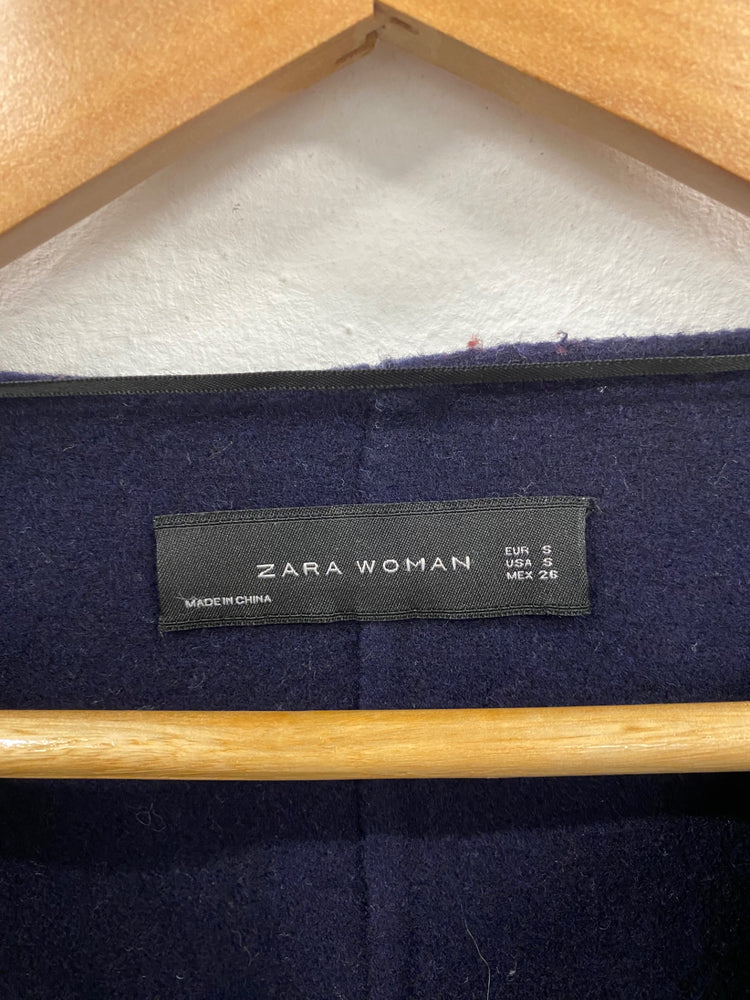 ZARA WOMAN
EUR S
USA S
MEX 26
MADE IN CHINA